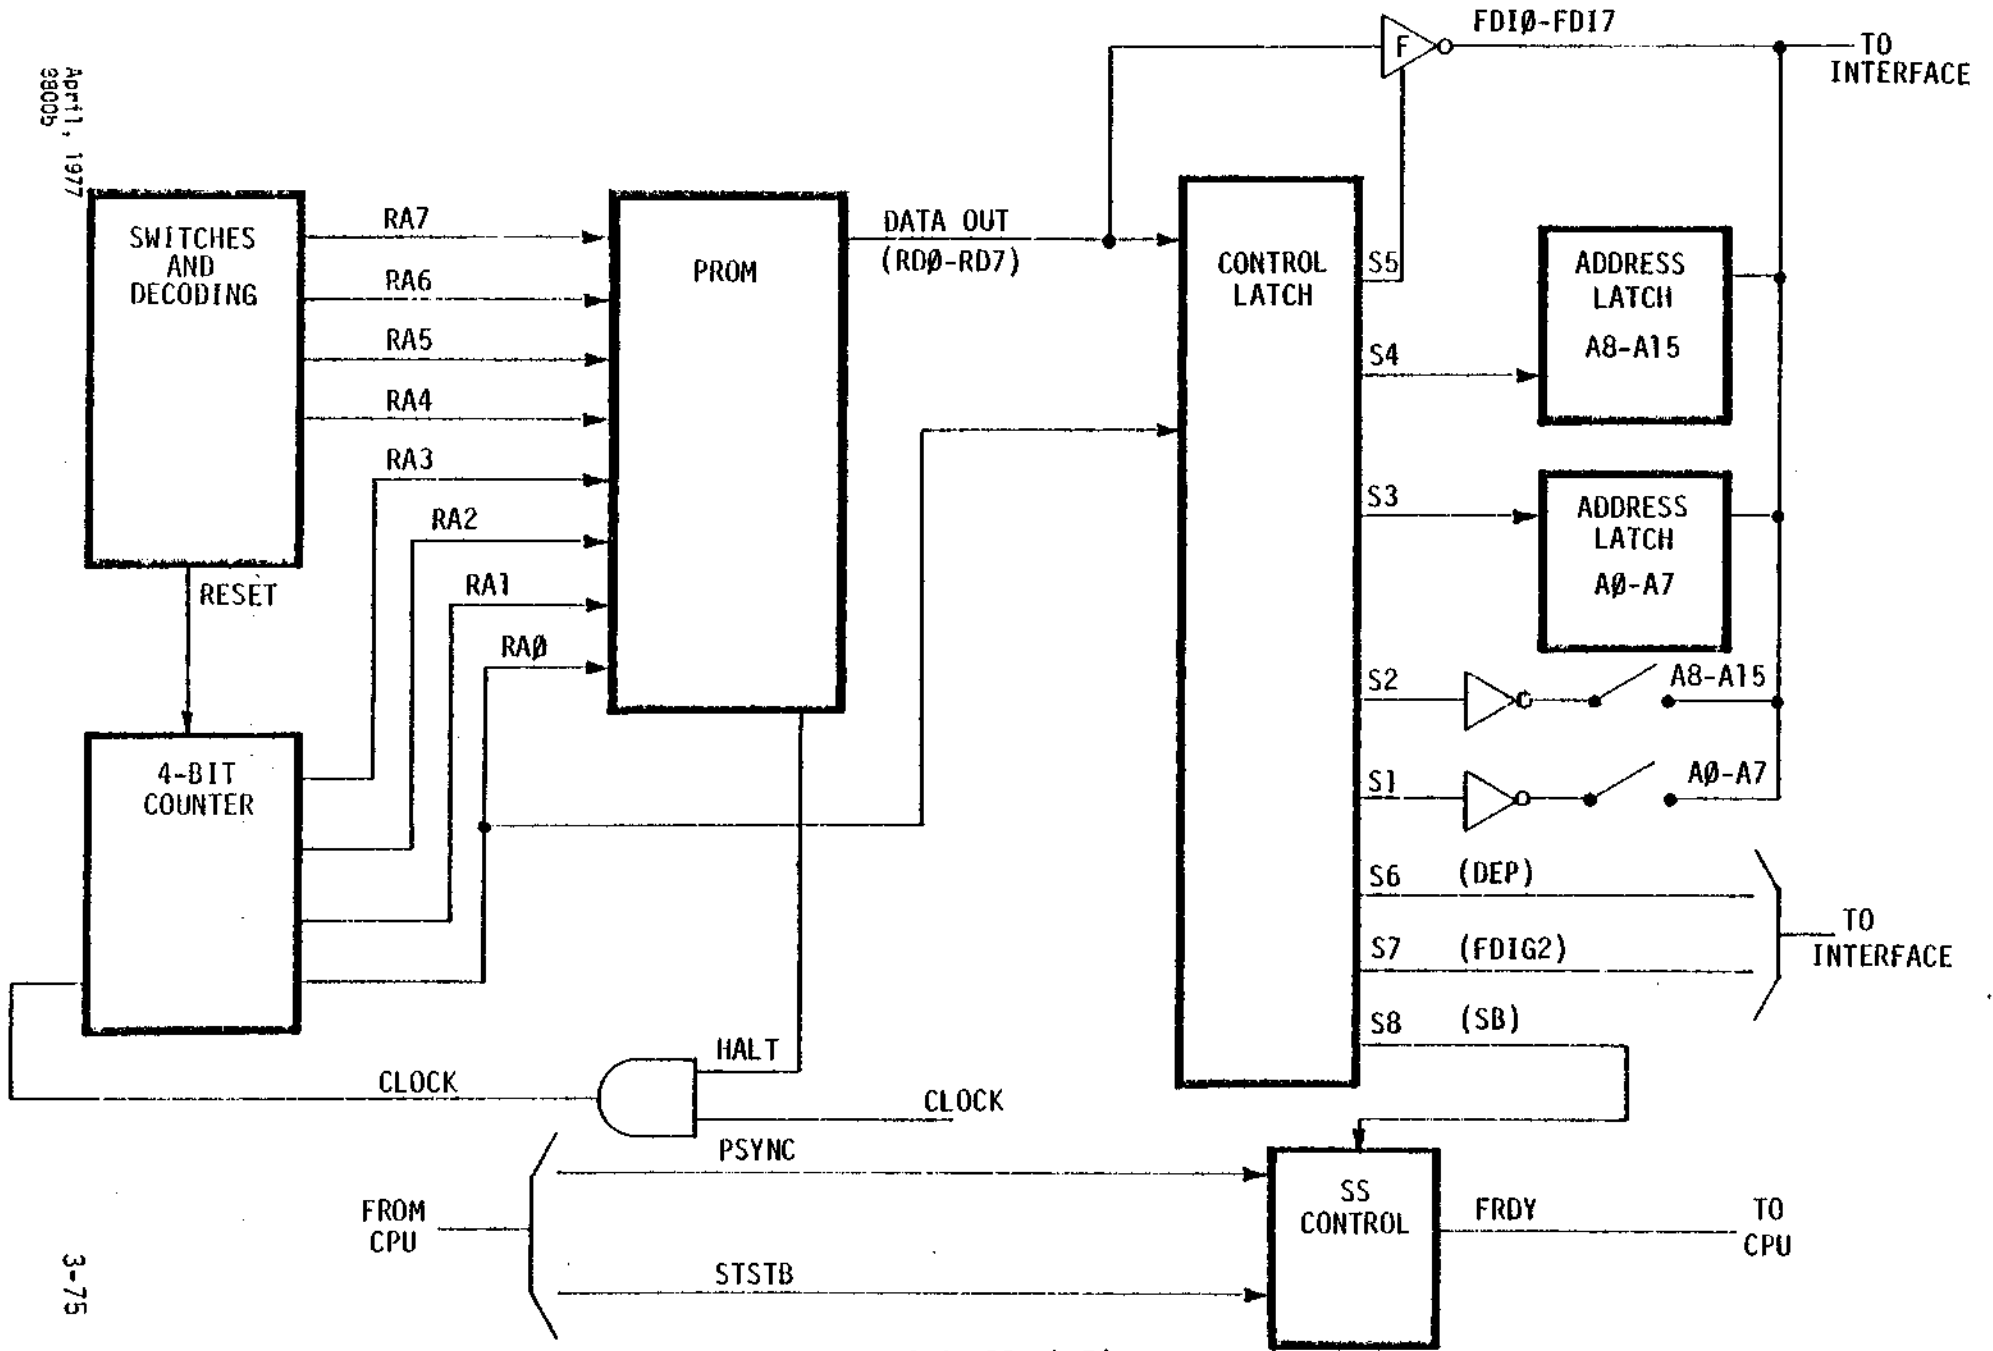 FDIØ-FDI7
TO
INTERFACE
April, 1977
8800b
SWITCHES
AND
DECODING
RA7
RA6
RA5
RA4
RA3
RA2
RA1
RAØ
PROM
DATA OUT
(RDØ-RD7)
CONTROL
LATCH
S5
S4
S3
S2
S1
S6
S7
S8
ADDRESS
LATCH
A8-A15
ADDRESS
LATCH
AØ-A7
A8-A15
AØ-A7
(DEP)
(FDIG2)
(SB)
TO
INTERFACE
RESET
4-BIT
COUNTER
HALT
CLOCK
CLOCK
PSYNC
FROM
CPU
STSTB
SS
CONTROL
FRDY
TO
CPU
3-75